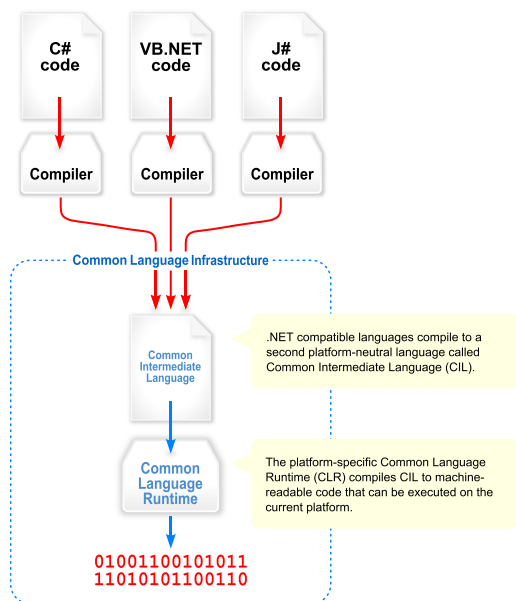 C#
code
VB.NET
code
J#
code
Compiler
Compiler
Compiler
Common Language Infrastructure
Common
Intermediate
Language
.NET compatible languages compile to a
second platform-neutral language called
Common Intermediate Language (CIL).
Common
Language
Runtime
The platform-specific Common Language
Runtime (CLR) compiles CIL to machine-
readable code that can be executed on the
current platform.
01001100101011
11010101100110